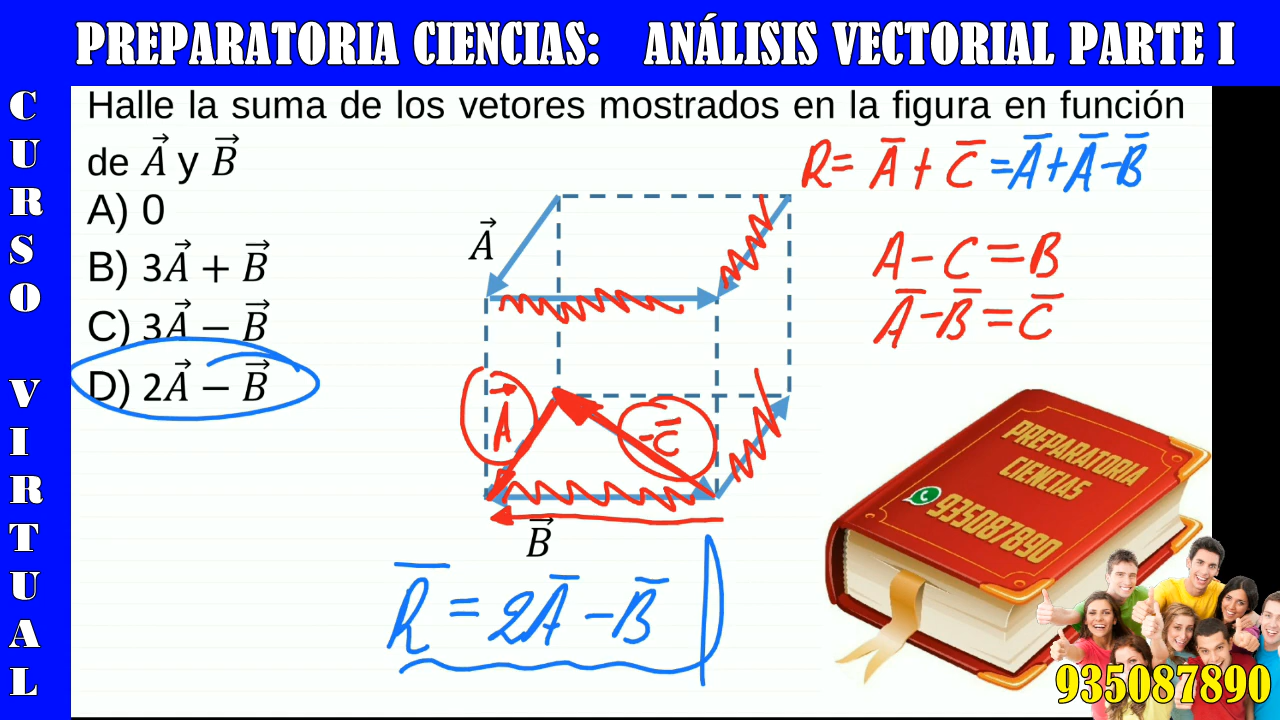 PREPARATORIA CIENCIAS: ANÁLISIS VECTORIAL PARTE I
CURSO VIRTUAL
Halle la suma de los vetores mostrados en la figura en función
de A⃗ y B⃗
A) 0
B) 3A⃗ + B⃗
C) 3A⃗ − B⃗
D) 2A⃗ − B⃗
R = A̅ + C̅ = A̅ + A̅ − B̅
A − C = B
A̅ − B̅ = C̅
A⃗
A⃗
-C̅
B⃗
R̅ = 2A̅ − B̅
PREPARATORIA
CIENCIAS
935087890
935087890